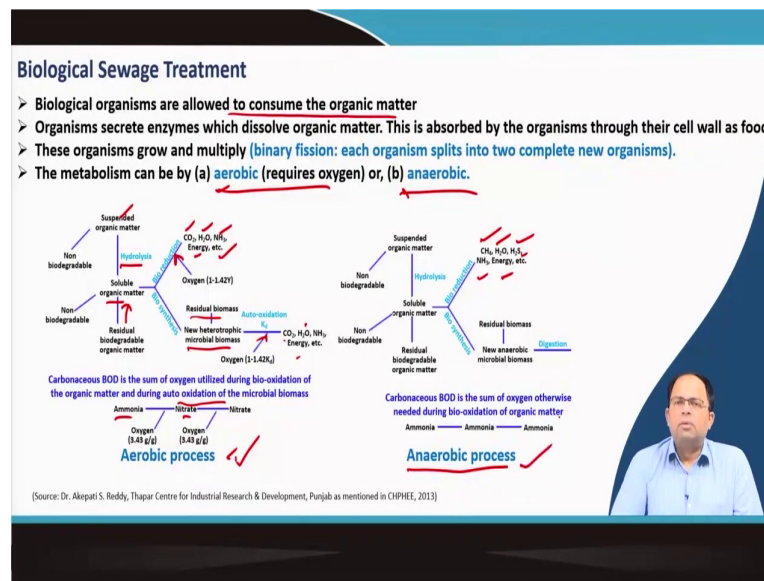 Biological Sewage Treatment
➢ Biological organisms are allowed to consume the organic matter
➢ Organisms secrete enzymes which dissolve organic matter. This is absorbed by the organisms through their cell wall as food
➢ These organisms grow and multiply (binary fission: each organism splits into two complete new organisms).
➢ The metabolism can be by (a) aerobic (requires oxygen) or, (b) anaerobic.
Suspended
organic matter
Non
biodegradable
Hydrolysis
Soluble
organic matter
Non
biodegradable
Residual
biodegradable
organic matter
Bio reduction
CO2, H2O, NH3,
Energy, etc.
Oxygen (1-1.42Y)
Bio synthesis
Residual biomass
New heterotrophic
microbial biomass
Auto-oxidation
Kd
Oxygen (1-1.42Kd)
CO2, H2O, NH3,
Energy, etc.
Carbonaceous BOD is the sum of oxygen utilized during bio-oxidation of
the organic matter and during auto oxidation of the microbial biomass
Ammonia Nitrate Nitrate
Oxygen Oxygen
(3.43 g/g) (3.43 g/g)
Aerobic process
Suspended
organic matter
Non
biodegradable
Hydrolysis
Soluble
organic matter
Non
biodegradable
Residual
biodegradable
organic matter
Bio reduction
CH4, H2O, H2S,
NH3, Energy, etc.
Bio synthesis
Residual biomass
New anaerobic
microbial biomass
Digestion
Carbonaceous BOD is the sum of oxygen otherwise
needed during bio-oxidation of organic matter
Ammonia Ammonia Ammonia
Anaerobic process
(Source: Dr. Akepati S. Reddy, Thapar Centre for Industrial Research & Development, Punjab as mentioned in CHPHEE, 2013)